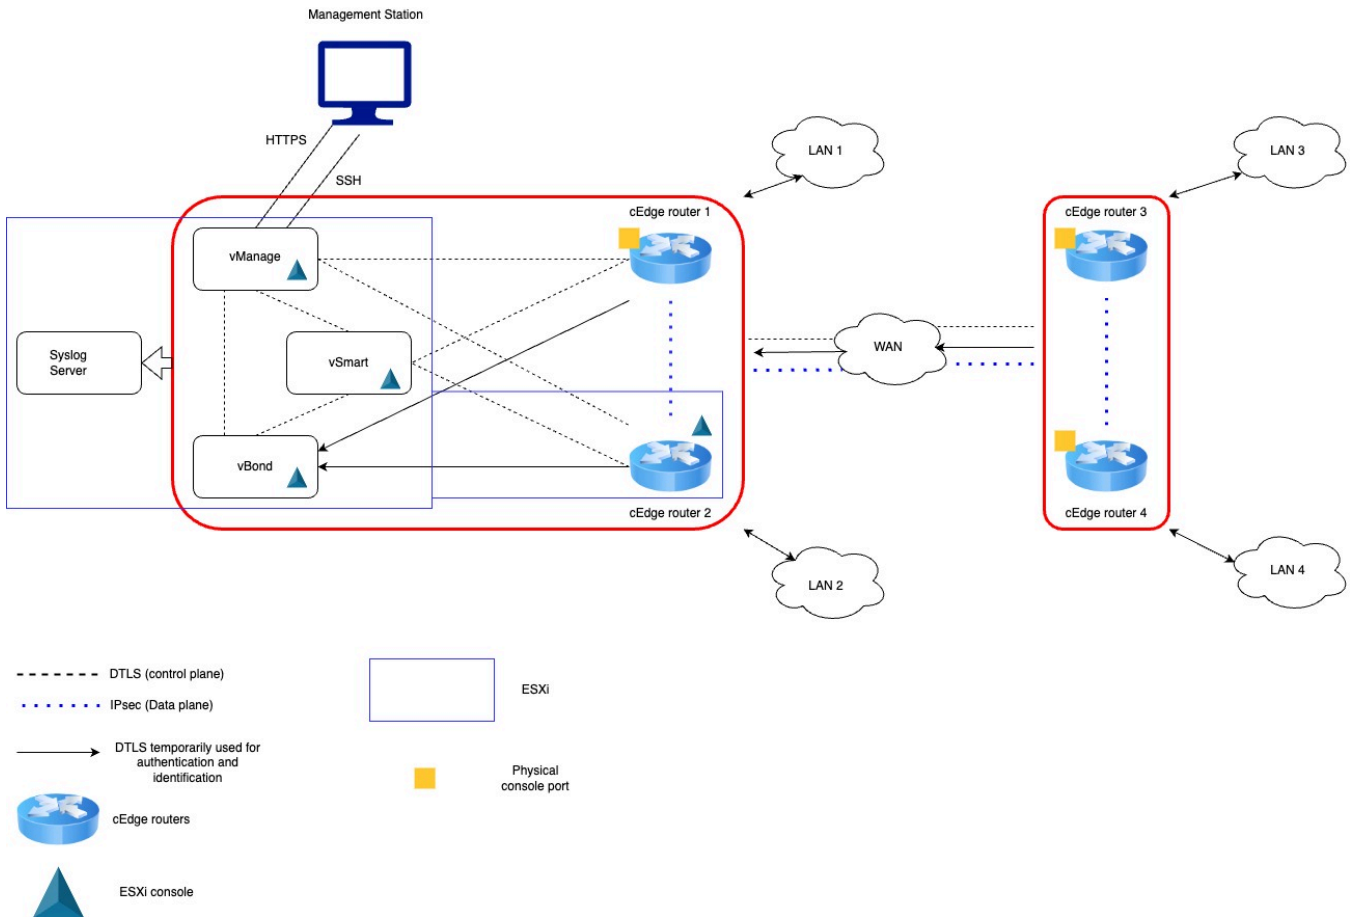 Management Station
HTTPS
SSH
LAN 1
LAN 3
cEdge router 1
cEdge router 3
vManage
Syslog
Server
vSmart
WAN
vBond
cEdge router 2
cEdge router 4
LAN 2
LAN 4
DTLS (control plane)
IPsec (Data plane)
ESXi
DTLS temporarily used for
authentication and
identification
Physical
console port
cEdge routers
ESXi console